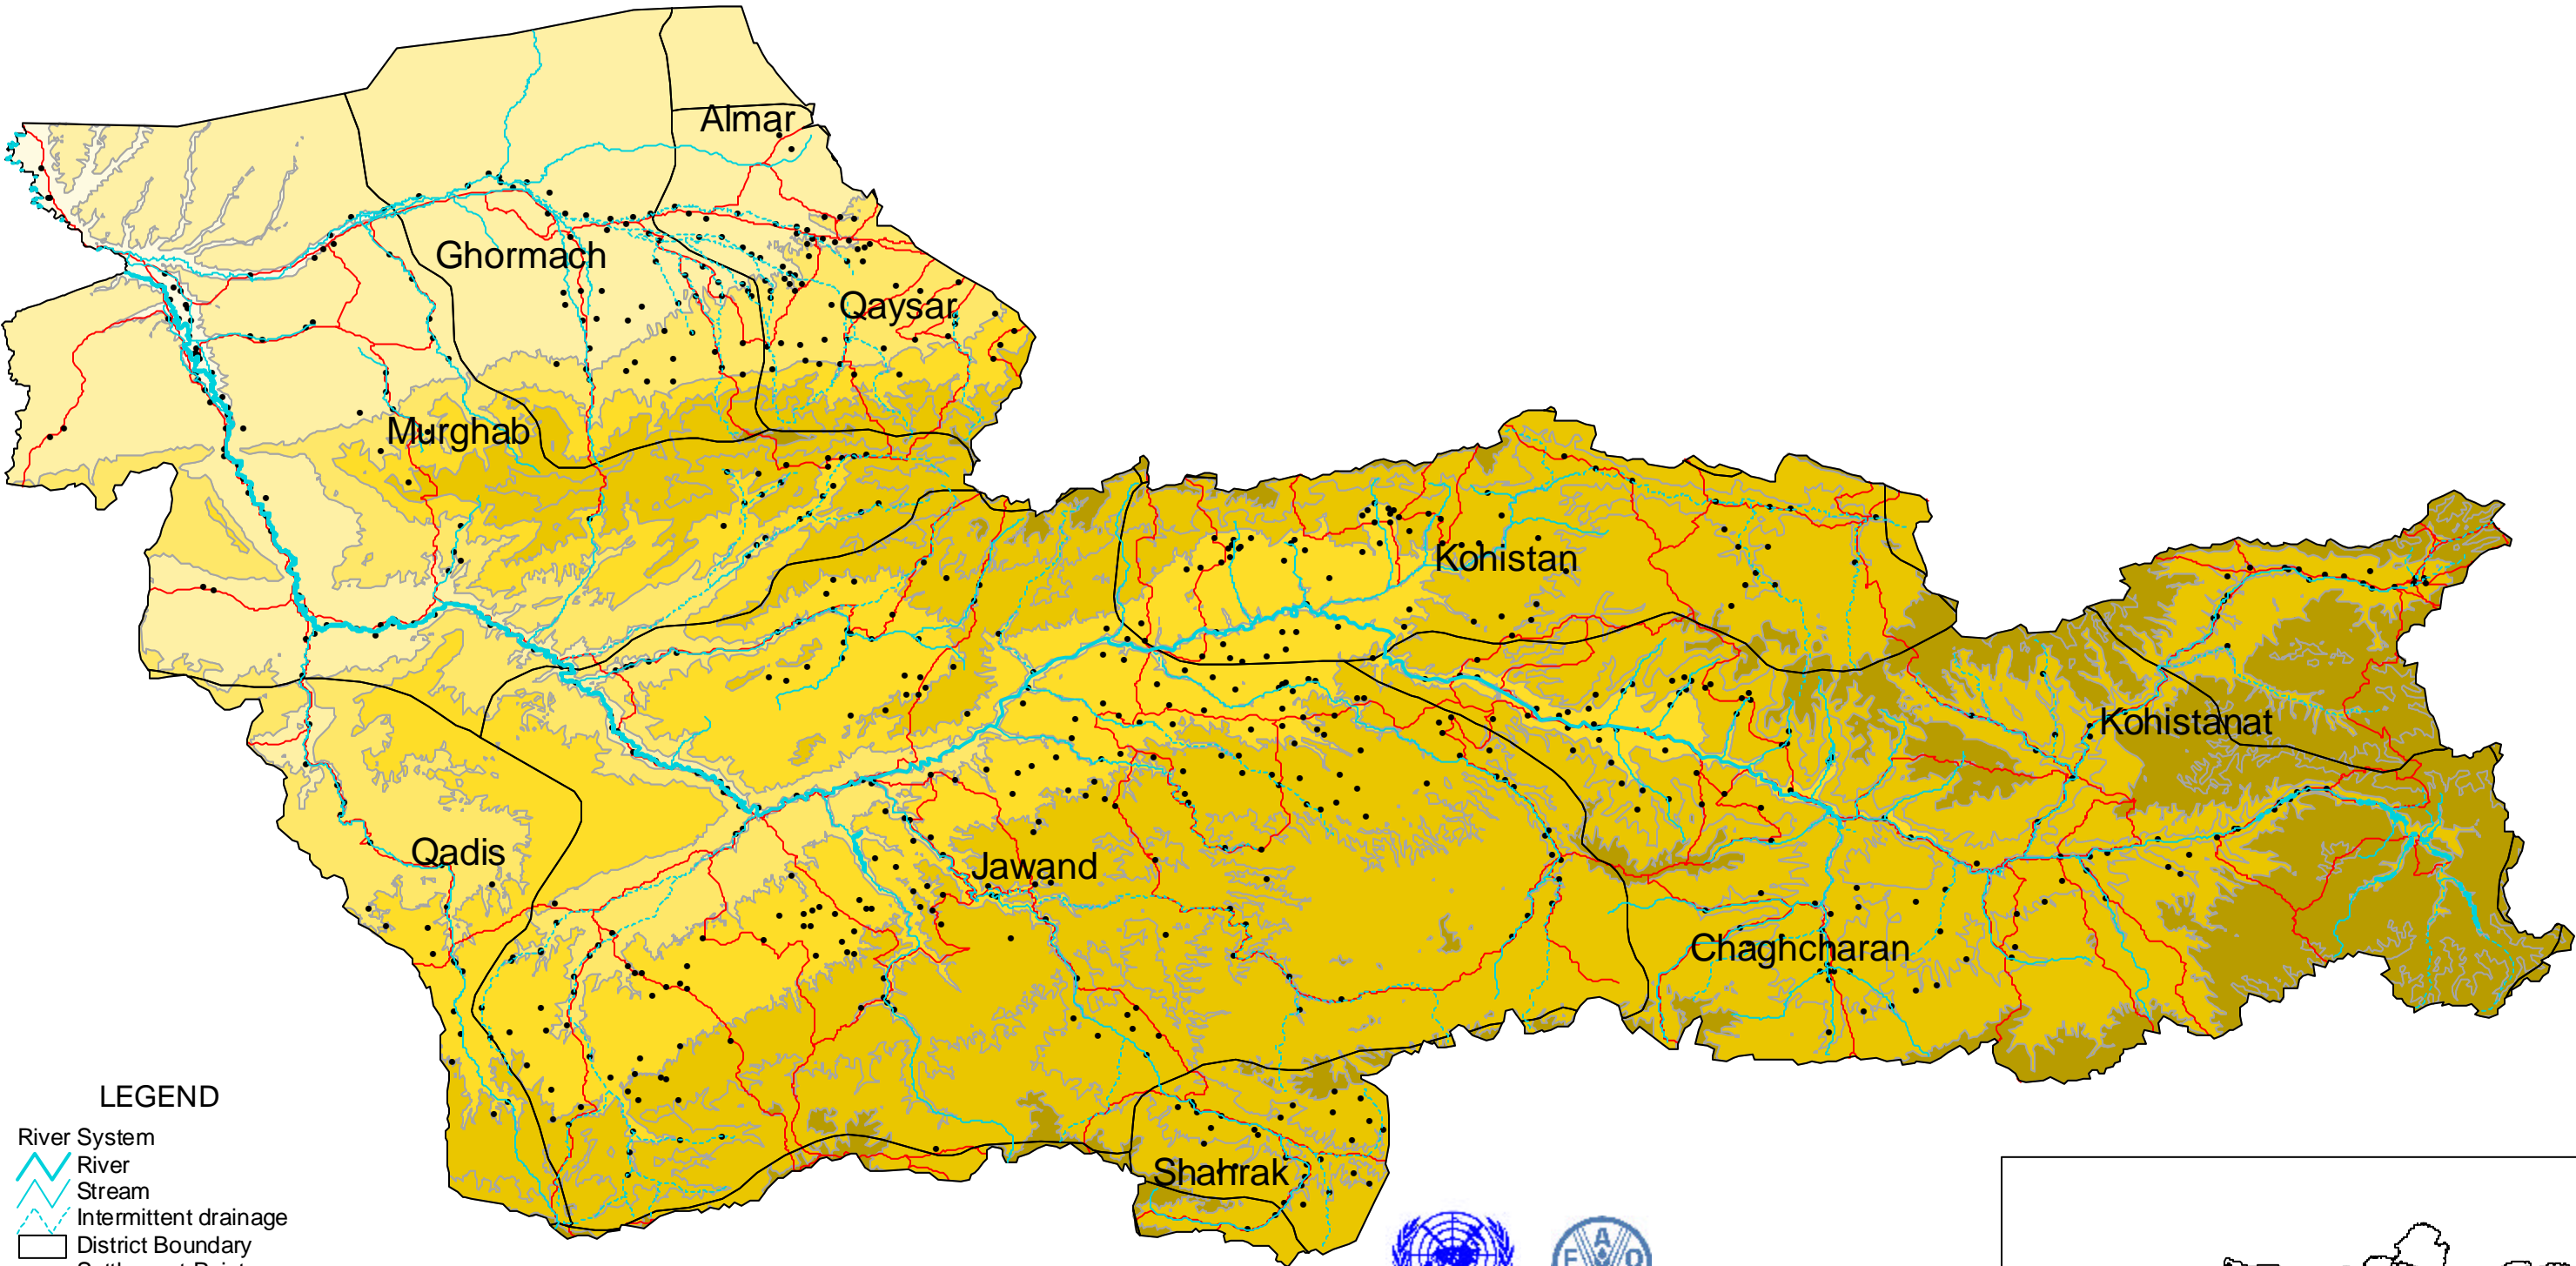 Almar
Ghormach
Qaysar
Murghab
Kohistan
Kohistanat
Qadis
Jawand
Chaghcharan
Shahrak
LEGEND
River System
River
Stream
Intermittent drainage
District Boundary
F A O